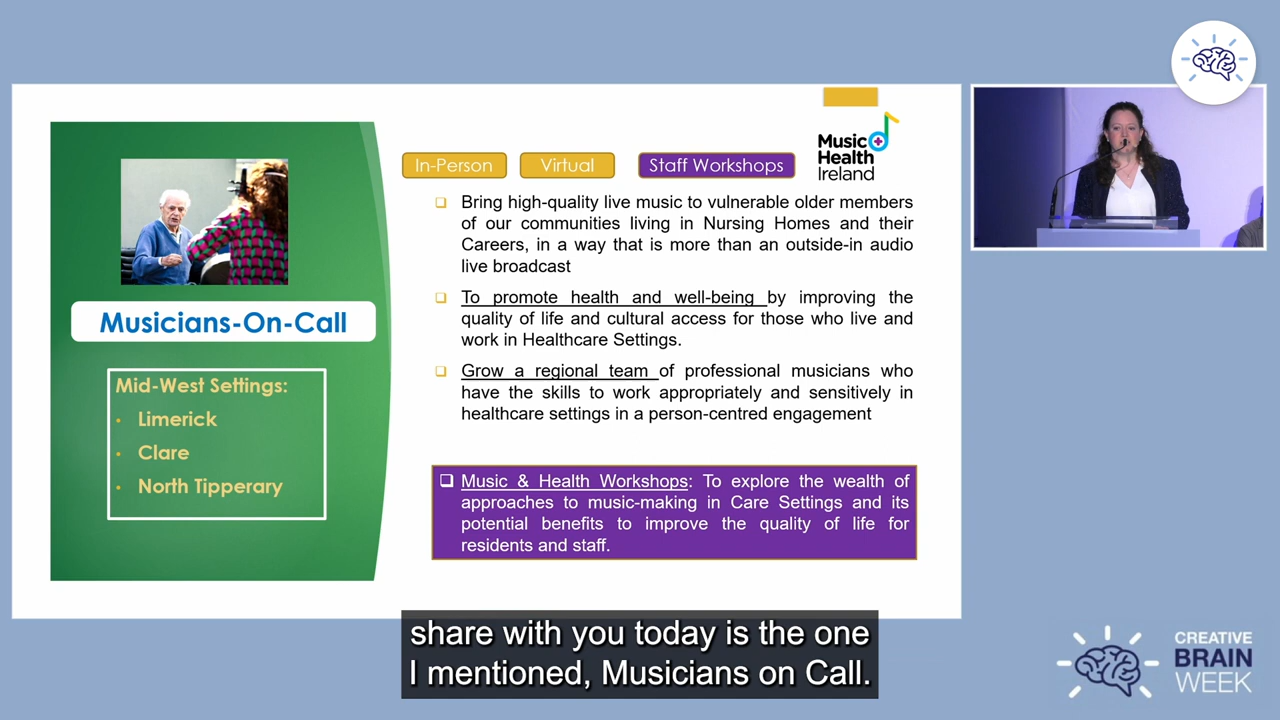 Music
Health
Ireland
In-Person
Virtual
Staff Workshops
Musicians-On-Call
Mid-West Settings:
• Limerick
• Clare
• North Tipperary
❑ Bring high-quality live music to vulnerable older members
of our communities living in Nursing Homes and their
Careers, in a way that is more than an outside-in audio
live broadcast
❑ To promote health and well-being by improving the
quality of life and cultural access for those who live and
work in Healthcare Settings.
❑ Grow a regional team of professional musicians who
have the skills to work appropriately and sensitively in
healthcare settings in a person-centred engagement
❑ Music & Health Workshops: To explore the wealth of
approaches to music-making in Care Settings and its
potential benefits to improve the quality of life for
residents and staff.
share with you today is the one
I mentioned, Musicians on Call.
CREATIVE
BRAIN
WEEK